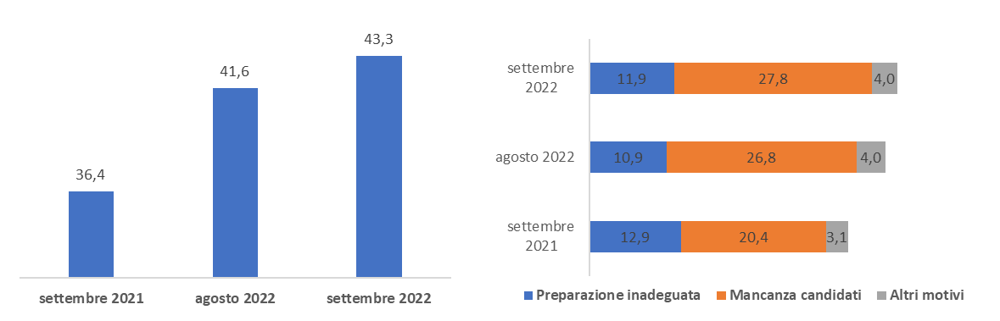 43,3
41,6
36,4
settembre 2021
agosto 2022
settembre 2022
settembre
2022
11,9
27,8
4,0
agosto 2022
10,9
26,8
4,0
settembre
2021
12,9
20,4
3,1
Preparazione inadeguata
Mancanza candidati
Altri motivi